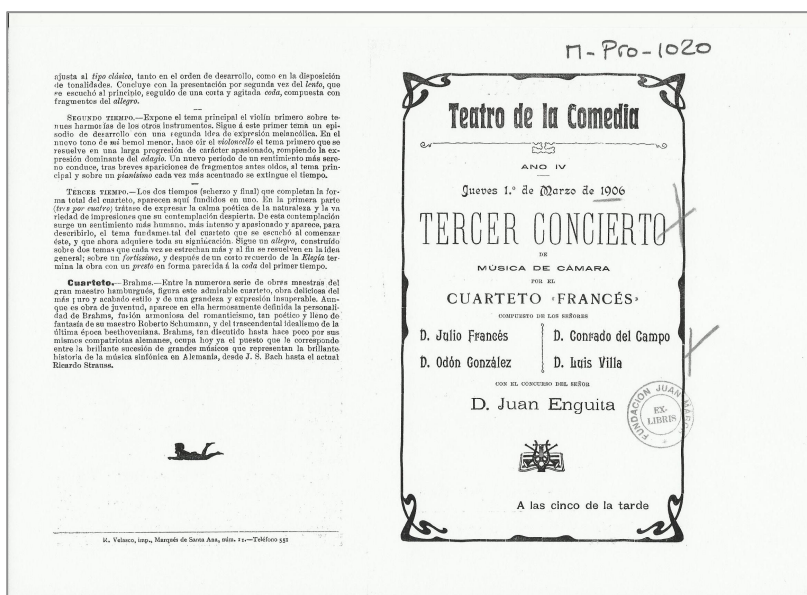 ajusta al tipo clásico, tanto en el orden de desarrollo, como en la disposición
de tonalidades. Concluye con la presentación por segunda vez del lento, que
se escuchó al principio, seguido de una corta y agitada coda, compuesta con
fragmentos del allegro.
SEGUNDO TIEMPO.—Expone el tema principal el violín primero sobre te-
nues harmonías de los otros instrumentos. Sigue á este primer tema un epi-
sodio de desarrollo con una segunda idea de expresión melancólica. En el
nuevo tono de mi bemol menor, hace oir el violoncello el tema primero que se
resuelve en una larga progresión de carácter apasionado, rompiendo la ex-
presión dominante del adagio. Un nuevo período de un sentimiento más sere-
no conduce, tras breves apariciones de fragmentos antes oídos, al tema prin-
cipal y sobre un pianísimo cada vez más acentuado se extingue el tiempo.
TERCER TIEMPO.—Los dos tiempos (scherzo y final) que completan la for-
ma total del cuarteto, aparecen aquí fundidos en uno. En la primera parte
(tres por cuatro) trátase de expresar la calma poética de la naturaleza y la va
riedad de impresiones que su contemplación despierta. De esta contemplación
surge un sentimiento más humano, más intenso y apasionado y aparece, para
describirlo, el tema fundamental del cuarteto que se escuchó al comenzar
éste, y que ahora adquiere toda su significación. Sigue un allegro, construído
sobre dos temas que cada vez se estrechan más y al fin se resuelven en la idea
general; sobre un fortissimo, y después de un corto recuerdo de la Elegía ter-
mina la obra con un presto en forma parecida á la coda del primer tiempo.
Cuarteto.—Brahms.—Entre la numerosa serie de obras maestras del
gran maestro hamburgués, figura este admirable cuarteto, obra deliciosa del
más puro y acabado estilo y de una grandeza y expresión insuperable. Aun-
que es obra de juventud, aparece en ella hermosamente definida la personali-
dad de Brahms, fusión armoniosa del romanticismo, tan poético y lleno de
fantasía de su maestro Roberto Schumann, y del trascendental idealismo de la
última época beethoveniana. Brahms, tan discutido hasta hace poco por sus
mismos compatriotas alemanes, ocupa hoy ya el puesto que le corresponde
entre la brillante sucesión de grandes músicos que representan la brillante
historia de la música sinfónica en Alemania, desde J. S. Bach hasta el actual
Ricardo Strauss.
R. Velasco, imp., Marqués de Santa Ana, núm. 11.—Teléfono 551
M-Pro-1020
Teatro de la Comedia
AÑO IV
Jueves 1.º de Marzo de 1906
TERCER CONCIERTO
DE
MÚSICA DE CÁMARA
POR EL
CUARTETO «FRANCÉS»
COMPUESTO DE LOS SEÑORES
D. Julio Francés
D. Conrado del Campo
D. Odón González
D. Luis Villa
CON EL CONCURSO DEL SEÑOR
D. Juan Enguita
FUNDACION JUAN MARCH
EX-
LIBRIS
A las cinco de la tarde